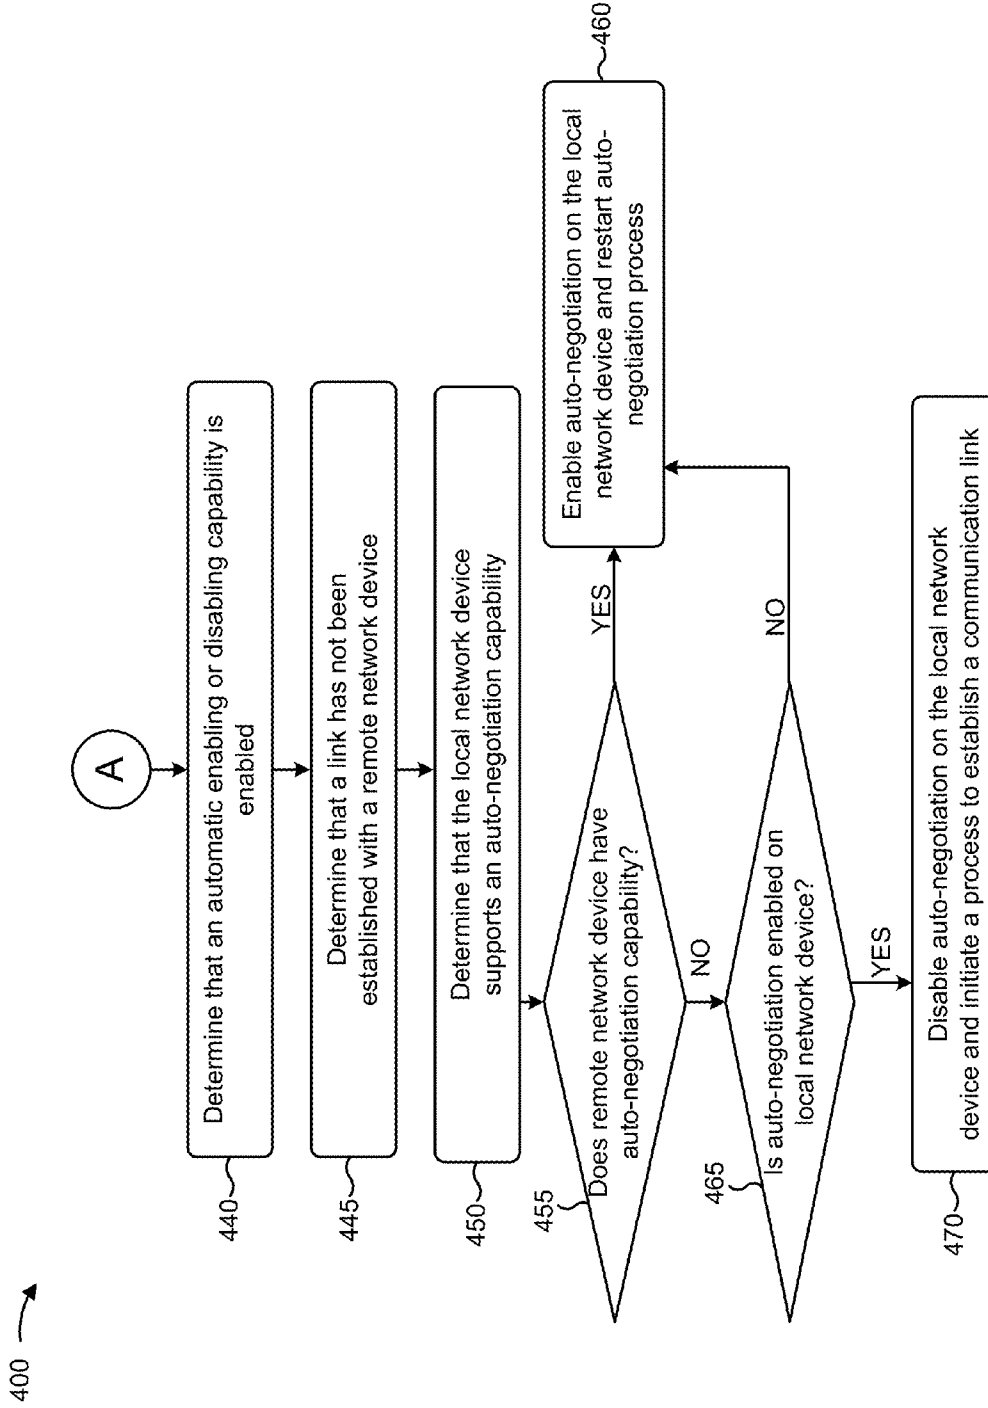 400
A
440
Determine that an automatic enabling or disabling capability is
enabled
445
Determine that a link has not been
established with a remote network device
450
Determine that the local network device
supports an auto-negotiation capability
455
Does remote network device have
auto-negotiation capability?
YES
460
Enable auto-negotiation on the local
network device and restart auto-
negotiation process
NO
465
Is auto-negotiation enabled on
local network device?
NO
YES
470
Disable auto-negotiation on the local network
device and initiate a process to establish a communication link